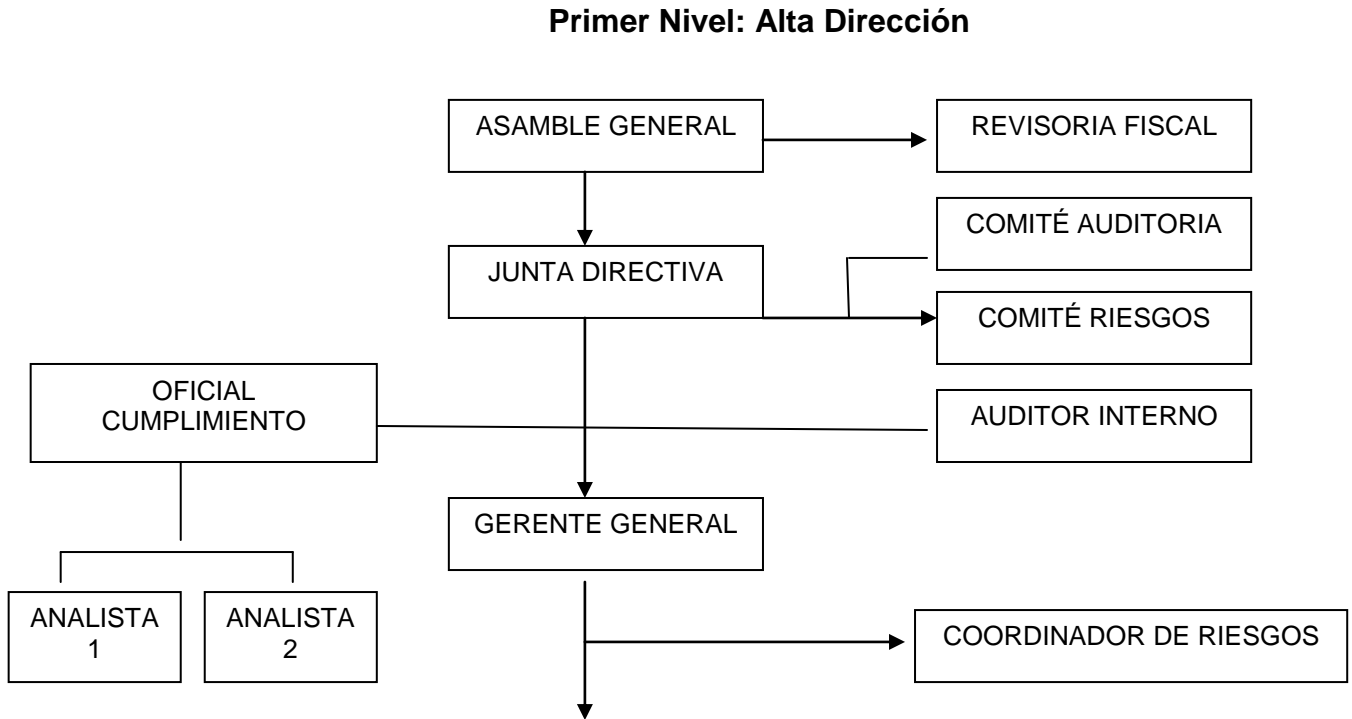 Primer Nivel: Alta Dirección
ASAMBLE GENERAL
REVISORIA FISCAL
COMITÉ AUDITORIA
JUNTA DIRECTIVA
COMITÉ RIESGOS
OFICIAL
CUMPLIMIENTO
AUDITOR INTERNO
GERENTE GENERAL
ANALISTA
1
ANALISTA
2
COORDINADOR DE RIESGOS